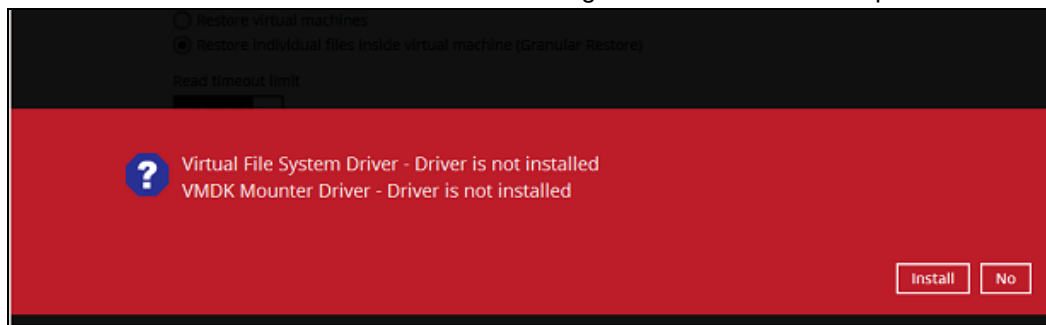 Restore virtual machines
Restore individual files inside virtual machine (Granular Restore)
Read timeout limit
Virtual File System Driver - Driver is not installed
VMDK Mounter Driver - Driver is not installed
Install No